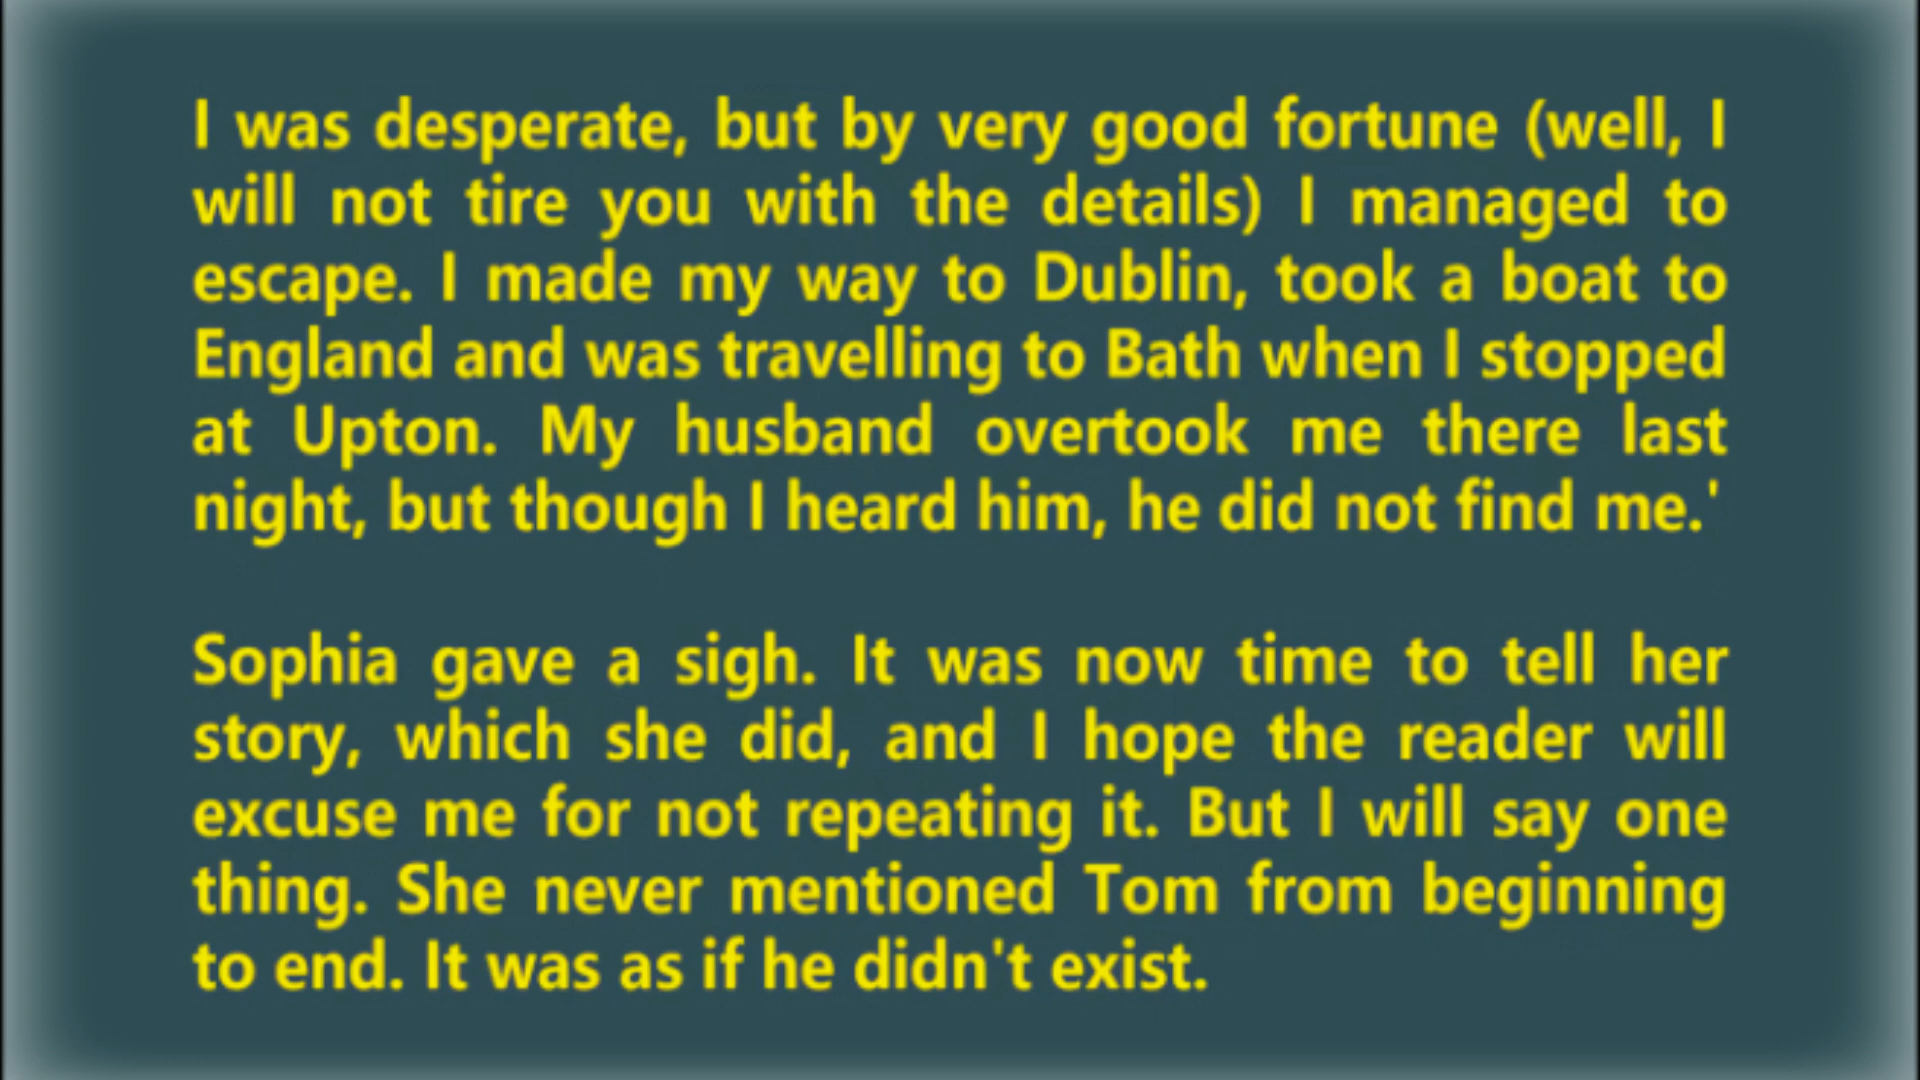 I was desperate, but by very good fortune (well, I
will not tire you with the details) I managed to
escape. I made my way to Dublin, took a boat to
England and was travelling to Bath when I stopped
at Upton. My husband overtook me there last
night, but though I heard him, he did not find me.'
Sophia gave a sigh. It was now time to tell her
story, which she did, and I hope the reader will
excuse me for not repeating it. But I will say one
thing. She never mentioned Tom from beginning
to end. It was as if he didn't exist.